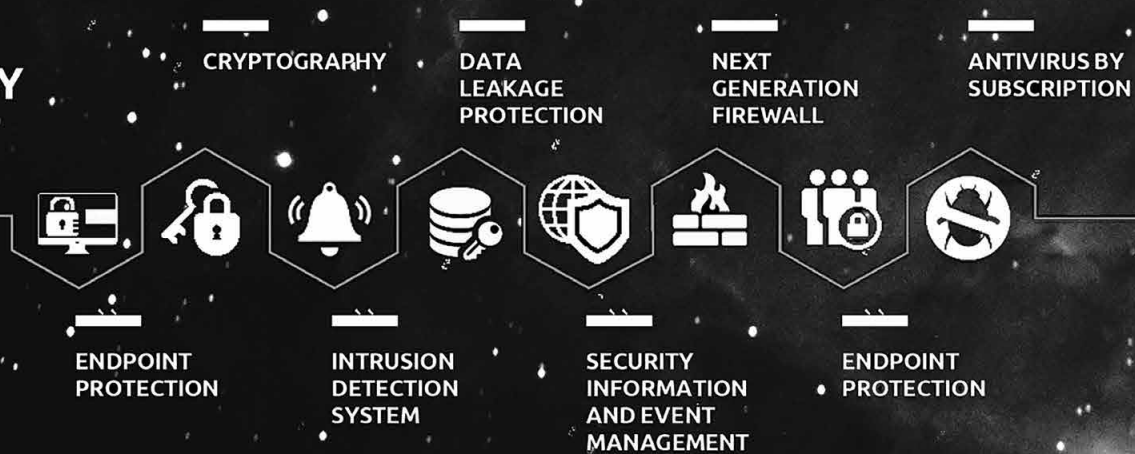 Y
CRYPTOGRAPHY
DATA
LEAKAGE
PROTECTION
NEXT
GENERATION
FIREWALL
ANTIVIRUS BY
SUBSCRIPTION
ENDPOINT
PROTECTION
INTRUSION
DETECTION
SYSTEM
SECURITY
INFORMATION
AND EVENT
MANAGEMENT
ENDPOINT
PROTECTION